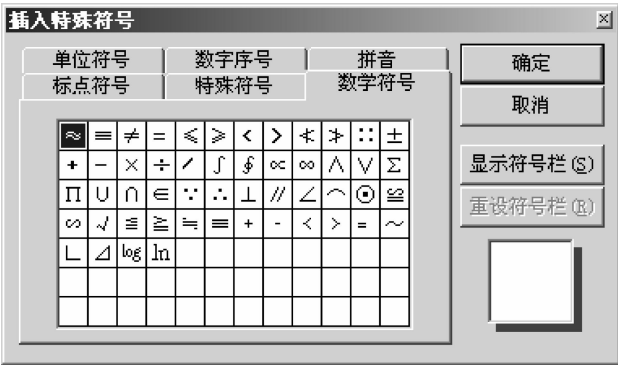 插入特殊符号
单位符号 数字序号 拼音
标点符号 特殊符号 数学符号
≈ ≡ ≠ = ≤ ≥ < > ≮ ≯ ∷ ±
+ - × ÷ / ∫ ∮ ∝ ∞ ∧ ∨ ∑
∏ ∪ ∩ ∈ ∵ ∴ ⊥ ∥ ∠ ⌒ ⊙ ≌
∽ √ ≦ ≧ ≒ ≡ + - < > = ~
∟ ⊿ ㏒ ㏑
确定
取消
显示符号栏(S)
重设符号栏(R)